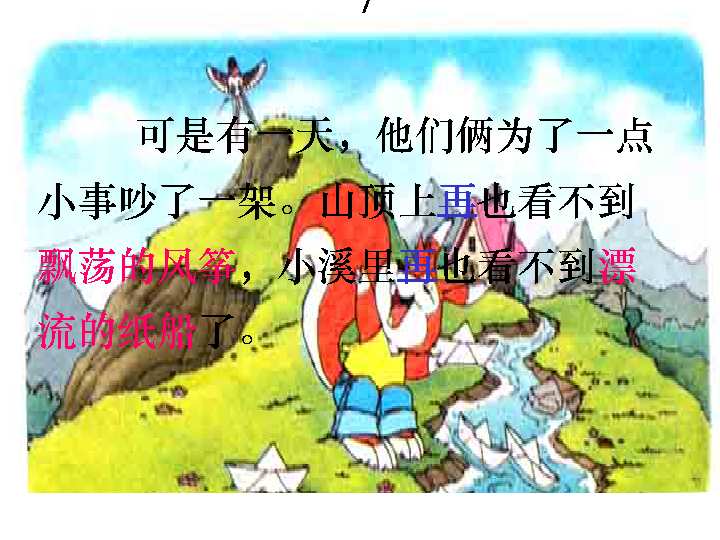 可是有一天，他们俩为了一点
小事吵了一架。山顶上再也看不到
飘荡的风筝，小溪里再也看不到漂
流的纸船了。